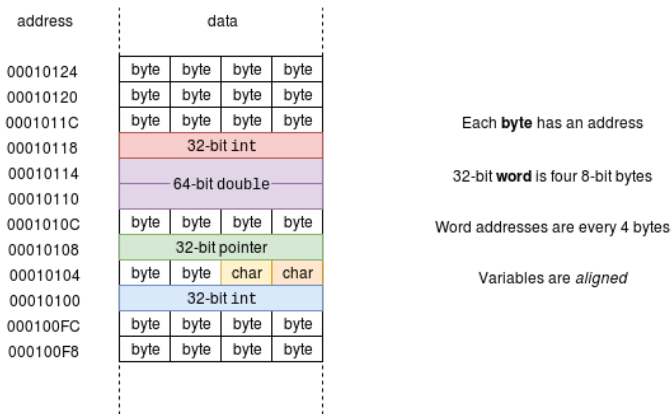 address data
00010124 byte byte byte byte
00010120 byte byte byte byte
0001011C byte byte byte byte
00010118 32-bit int
00010114
64-bit double
00010110
0001010C byte byte byte byte
00010108 32-bit pointer
00010104 byte byte char char
00010100 32-bit int
000100FC byte byte byte byte
000100F8 byte byte byte byte
Each byte has an address
32-bit word is four 8-bit bytes
Word addresses are every 4 bytes
Variables are aligned